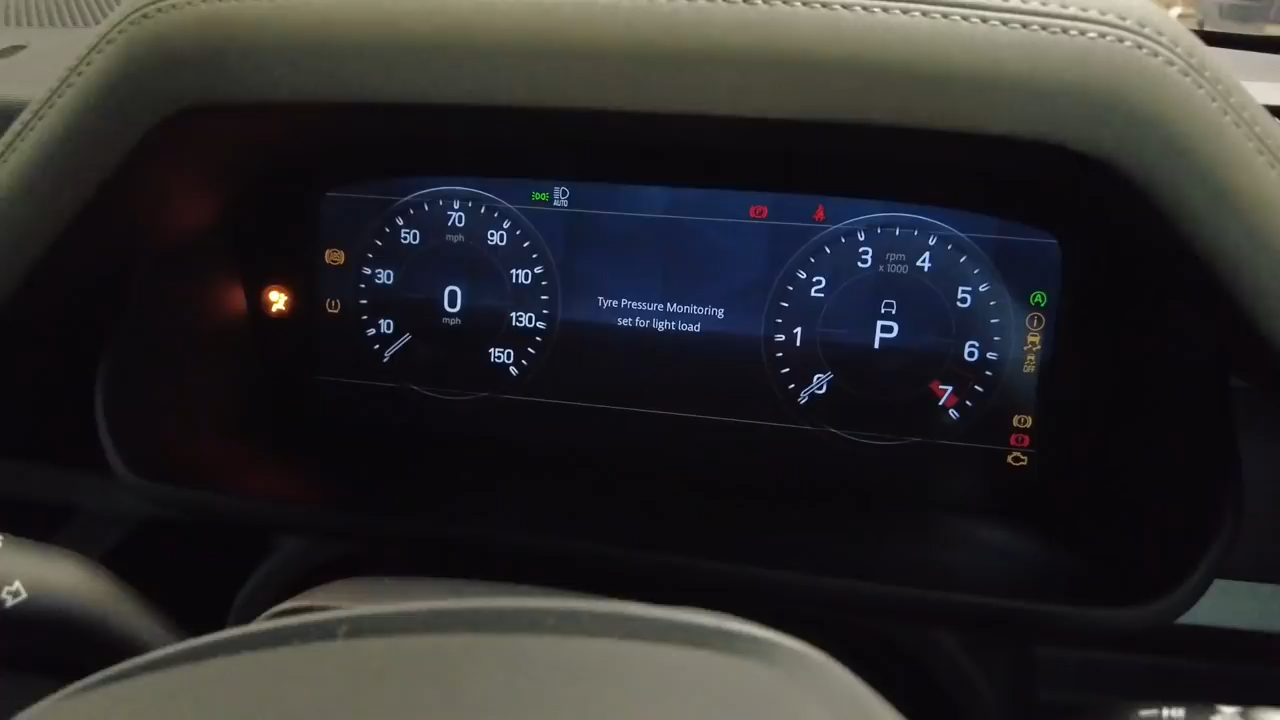 AUTO
70
50
mph
90
30
110
0
mph
10
130
150
Tyre Pressure Monitoring
set for light load
3
rpm
x 1000
4
2
5
1
P
6
0
7
ABS
A
OFF